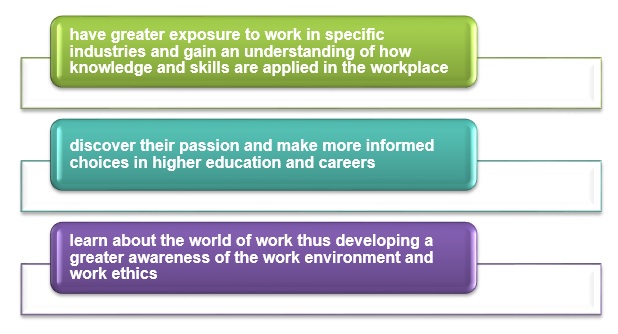 have greater exposure to work in specific
industries and gain an understanding of how
knowledge and skills are applied in the workplace
discover their passion and make more informed
choices in higher education and careers
learn about the world of work thus developing a
greater awareness of the work environment and
work ethics